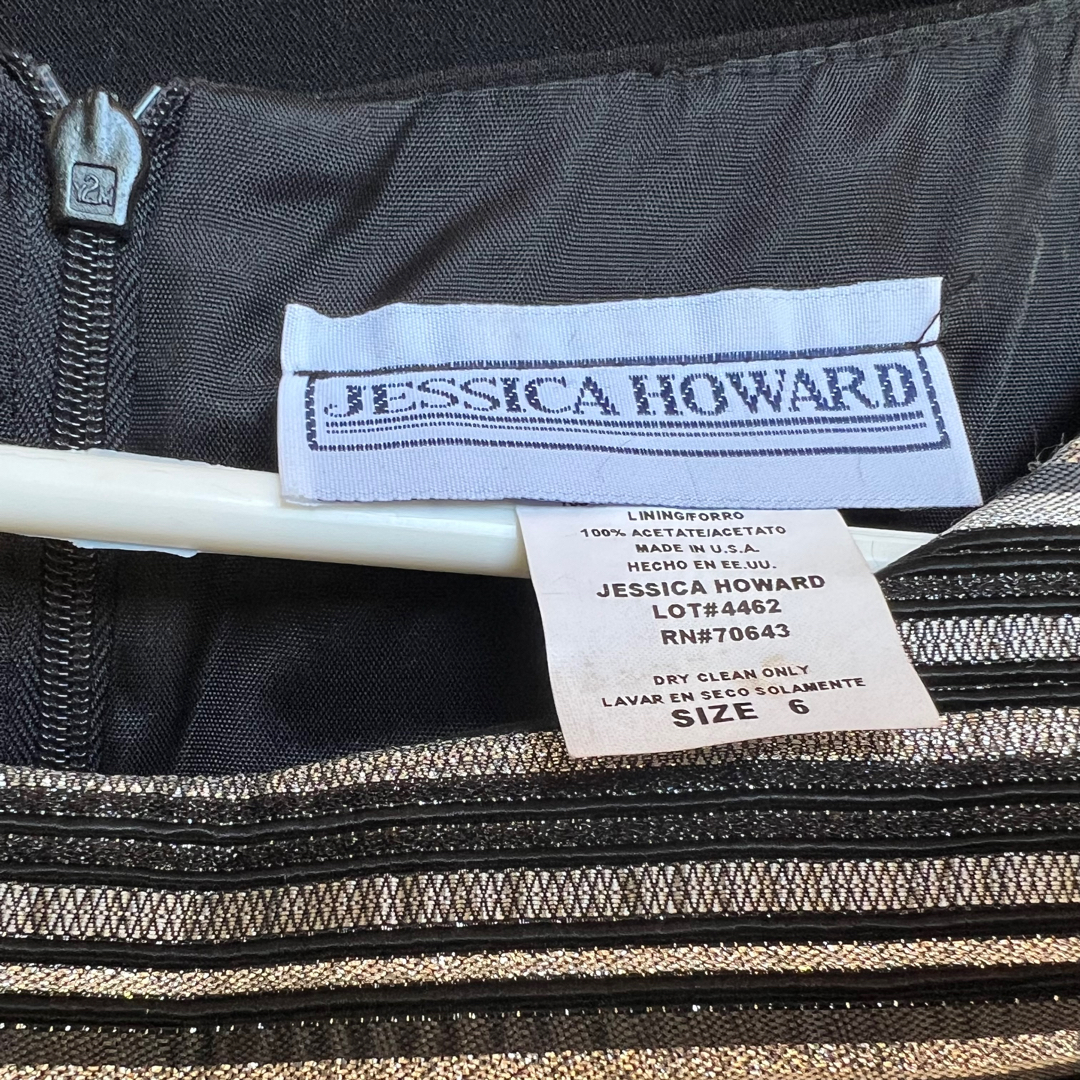 JESSICA HOWARD
LINING/FORRO
100% ACETATE/ACETATO
MADE IN U.S.A.
HECHO EN EE.UU.
JESSICA HOWARD
LOT#4462
RN#70643
DRY CLEAN ONLY
LAVAR EN SECO SOLAMENTE
SIZE 6